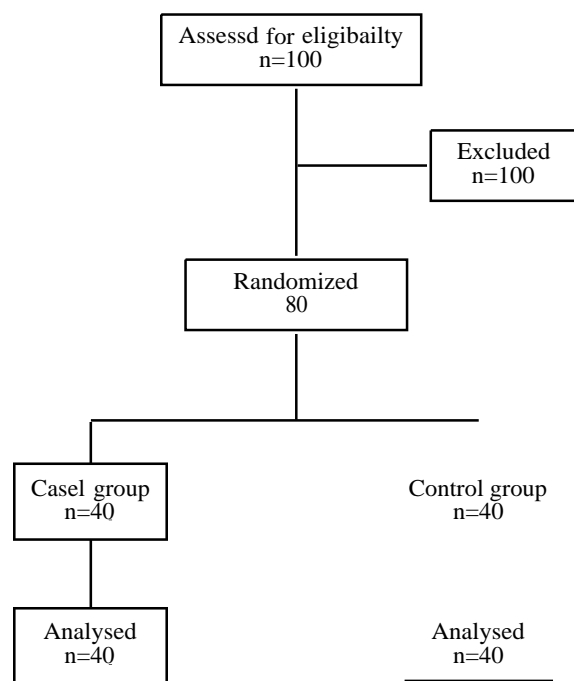 Assessd for eligibailty
n=100
Excluded
n=100
Randomized
80
Casel group
n=40
Control group
n=40
Analysed
n=40
Analysed
n=40